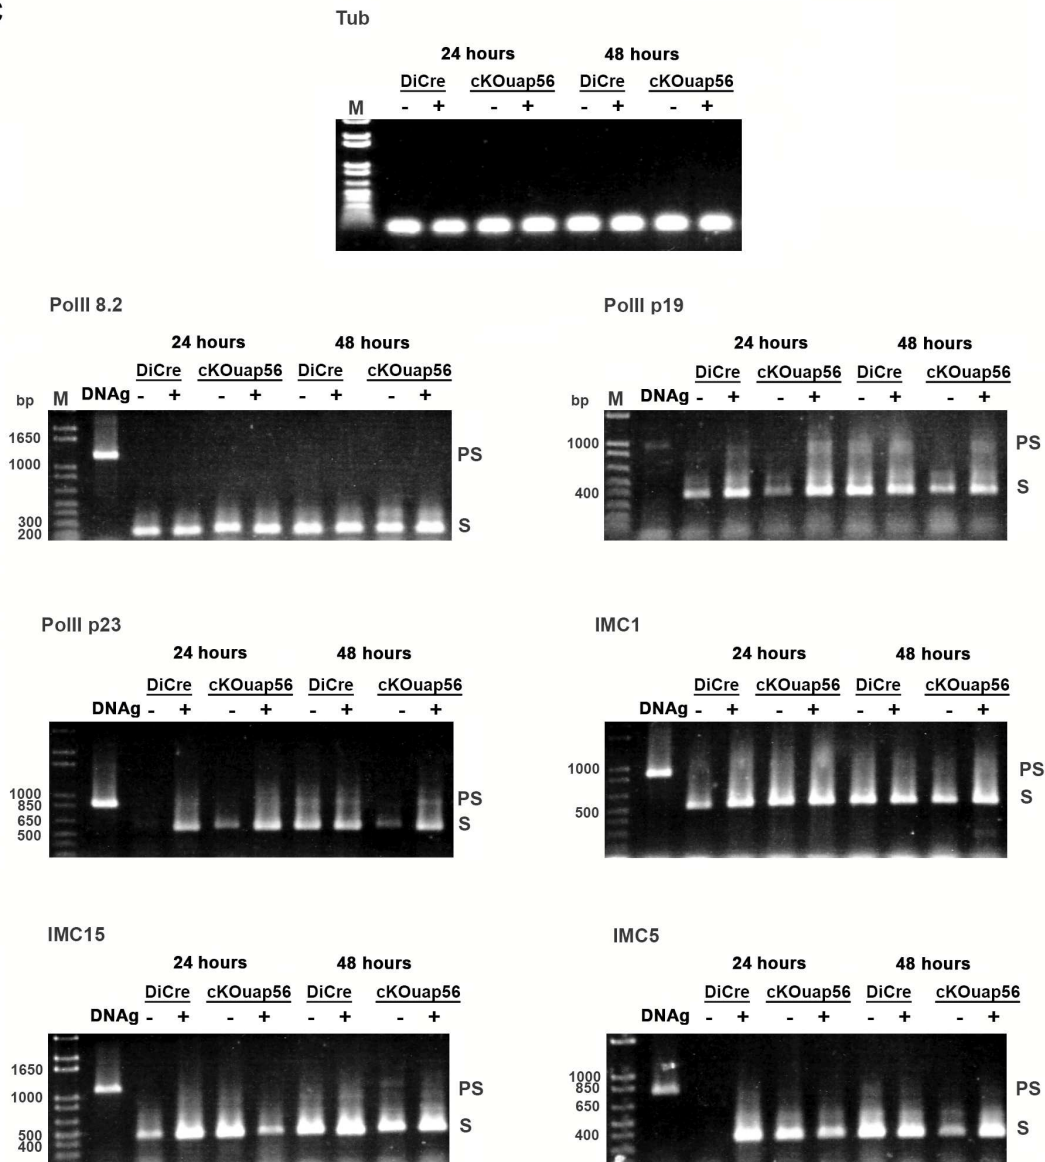 Tub
24 hours 48 hours
DiCre cKOuap56 DiCre cKOuap56
M - + - + - + - +
PolII 8.2
24 hours 48 hours
DiCre cKOuap56 DiCre cKOuap56
bp M DNAg - + - + - + - +
1650
1000
300
200
PS
S
PolII p19
24 hours 48 hours
DiCre cKOuap56 DiCre cKOuap56
bp M DNAg - + - + - + - +
1000
400
PS
S
PolII p23
24 hours 48 hours
DiCre cKOuap56 DiCre cKOuap56
DNAg - + - + - + - +
1000
850
650
500
PS
S
IMC1
24 hours 48 hours
DiCre cKOuap56 DiCre cKOuap56
DNAg - + - + - + - +
1000
500
PS
S
IMC15
24 hours 48 hours
DiCre cKOuap56 DiCre cKOuap56
DNAg - + - + - + - +
1650
1000
500
400
PS
S
IMC5
24 hours 48 hours
DiCre cKOuap56 DiCre cKOuap56
DNAg - + - + - + - +
1000
850
650
400
PS
S